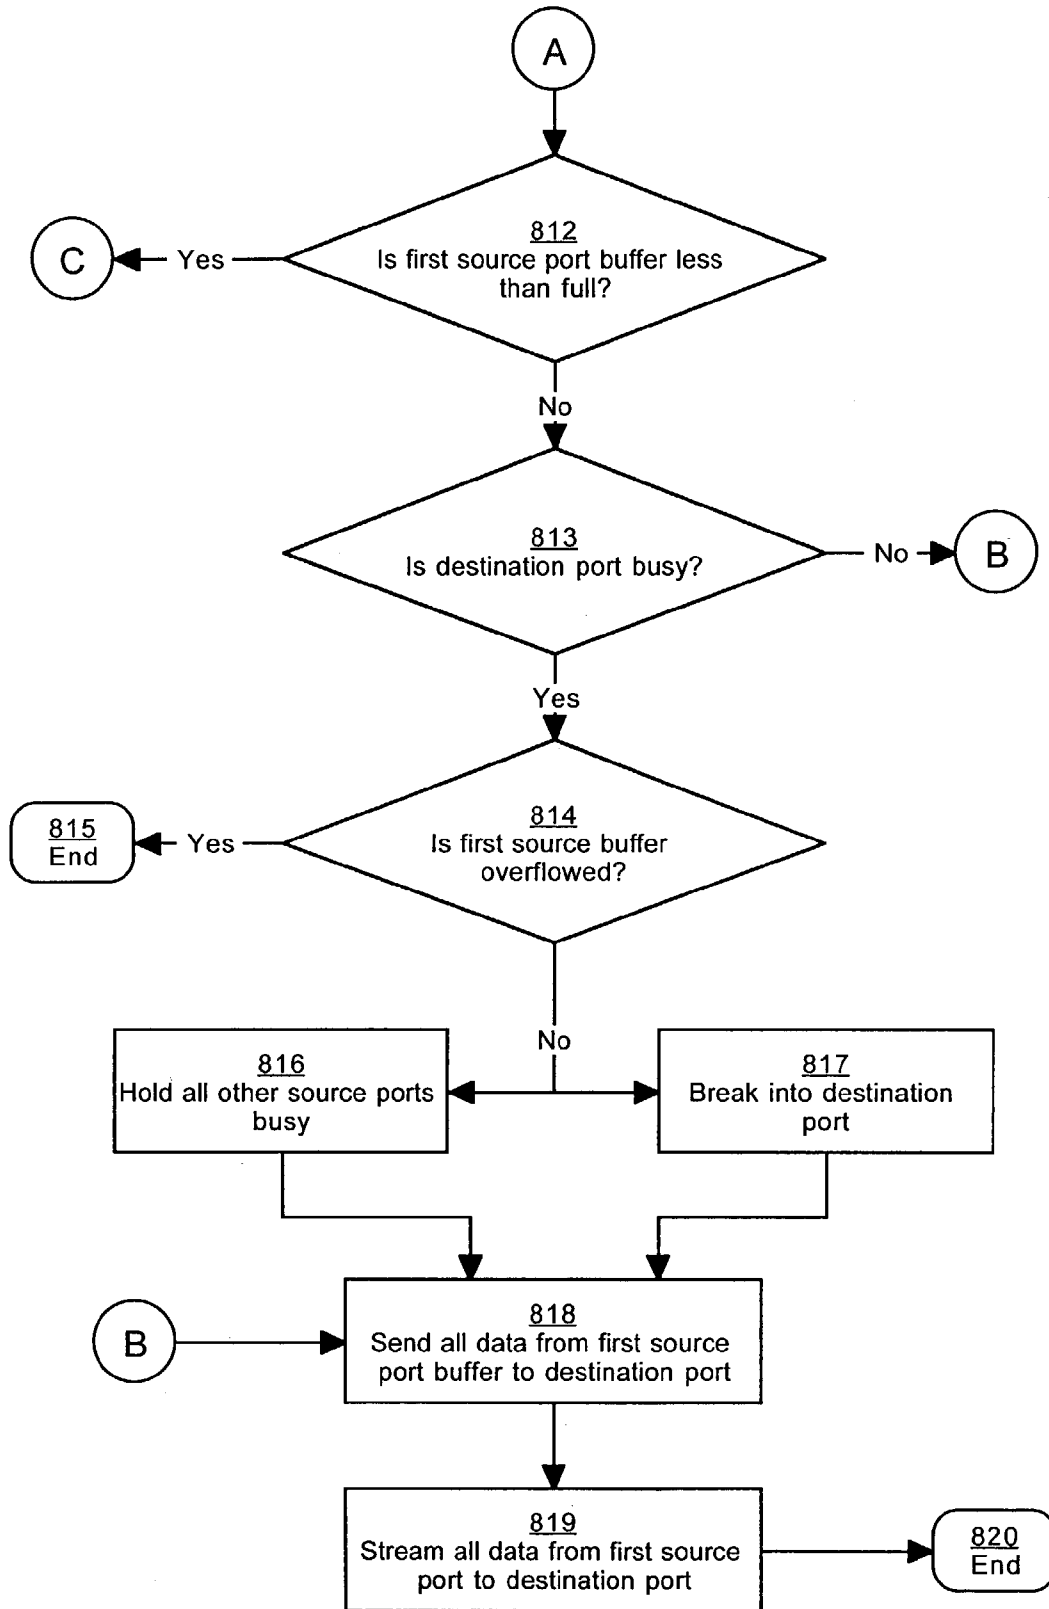 A
812
Is first source port buffer less
than full?
Yes
C
No
813
Is destination port busy?
No
B
Yes
814
Is first source buffer
overflowed?
Yes
815
End
No
816
Hold all other source ports
busy
817
Break into destination
port
B
818
Send all data from first source
port buffer to destination port
819
Stream all data from first source
port to destination port
820
End